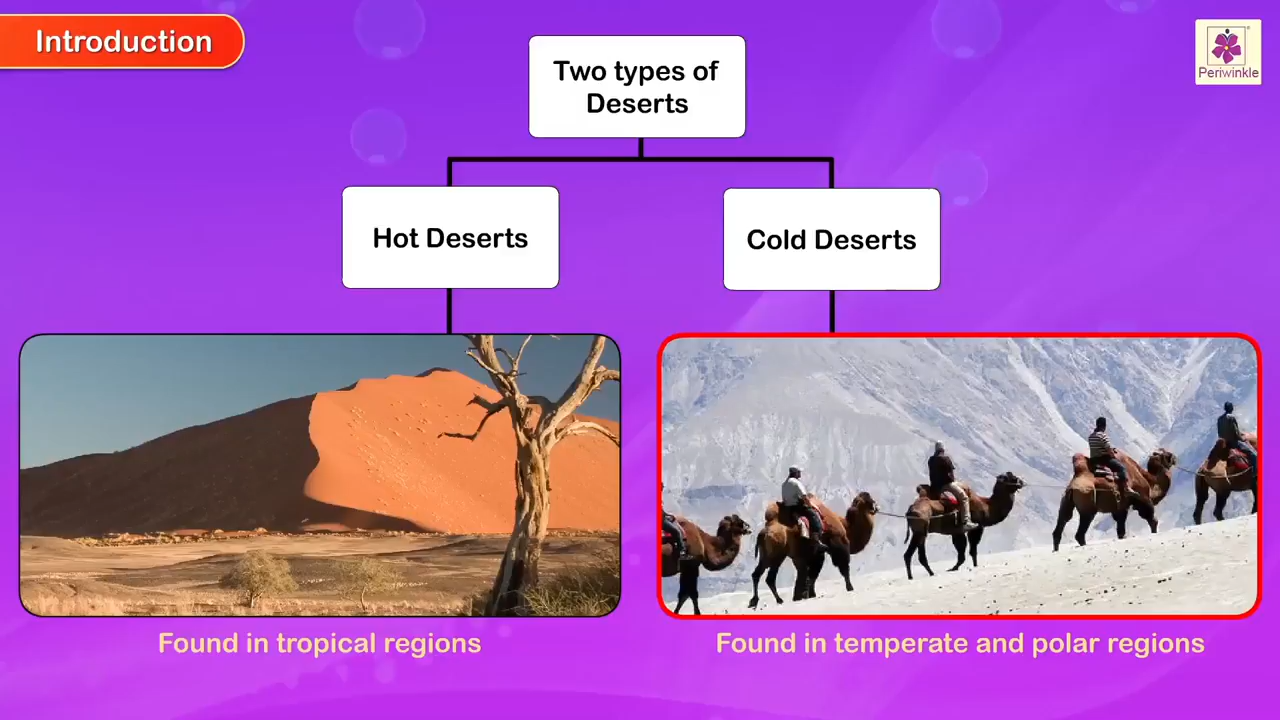 Introduction
Periwinkle
Two types of
Deserts
Hot Deserts
Cold Deserts
Found in tropical regions
Found in temperate and polar regions